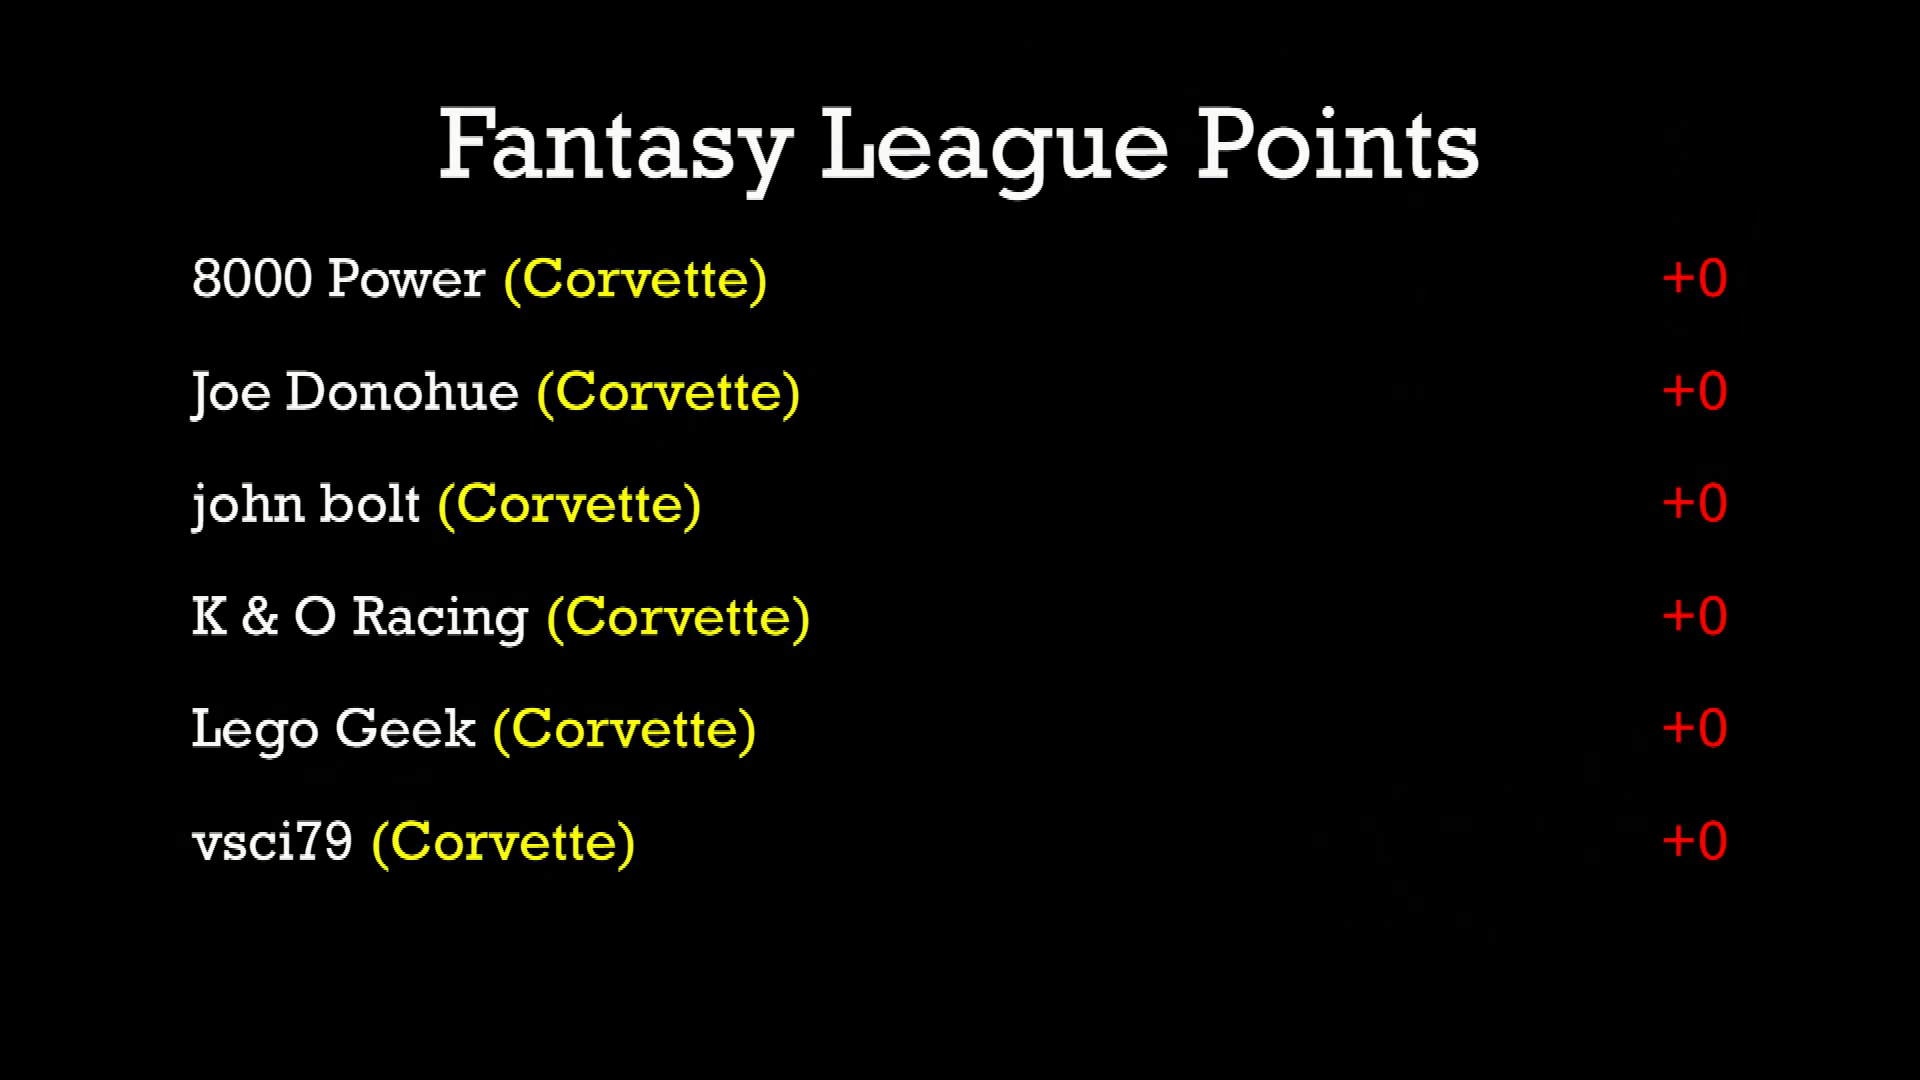 Fantasy League Points
8000 Power (Corvette) +0
Joe Donohue (Corvette) +0
john bolt (Corvette) +0
K & O Racing (Corvette) +0
Lego Geek (Corvette) +0
vsci79 (Corvette) +0